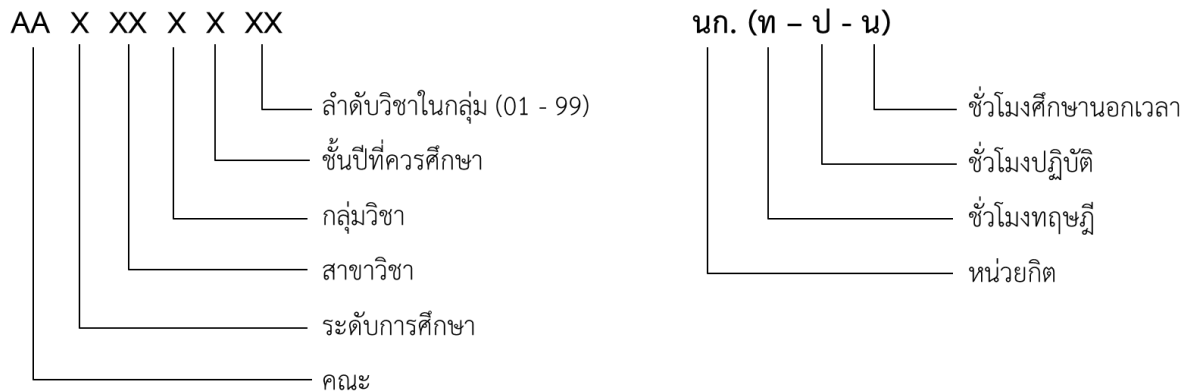 AA X XX X X XX
ลำดับวิชาในกลุ่ม (01 - 99)
ชั้นปีที่ควรศึกษา
กลุ่มวิชา
สาขาวิชา
ระดับการศึกษา
คณะ
นก. (ท – ป - น)
ชั่วโมงศึกษานอกเวลา
ชั่วโมงปฏิบัติ
ชั่วโมงทฤษฎี
หน่วยกิต